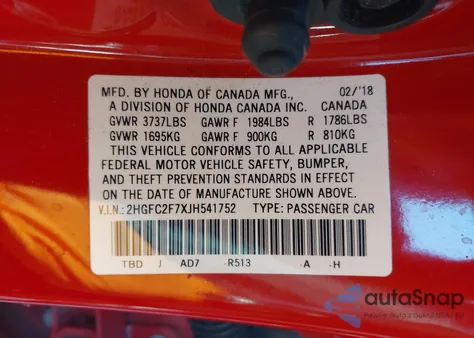 MFD. BY HONDA OF CANADA MFG., 02/'18
A DIVISION OF HONDA CANADA INC. CANADA
GVWR 3737LBS GAWR F 1984LBS R 1786LBS
GVWR 1695KG GAWR F 900KG R 810KG
THIS VEHICLE CONFORMS TO ALL APPLICABLE
FEDERAL MOTOR VEHICLE SAFETY, BUMPER,
AND THEFT PREVENTION STANDARDS IN EFFECT
ON THE DATE OF MANUFACTURE SHOWN ABOVE.
V.I.N.: 2HGFC2F7XJH541752 TYPE: PASSENGER CAR
TBD J AD7 -R513 -A -H
autoSnap